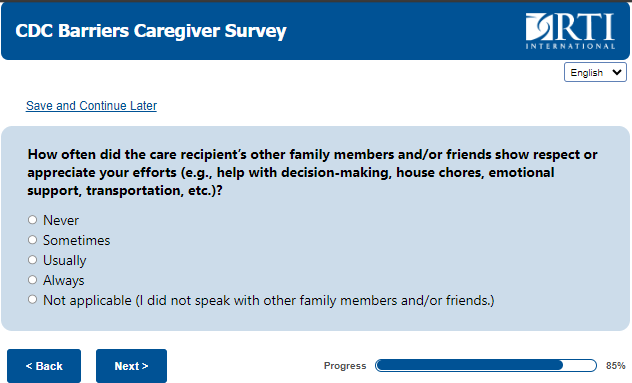 CDC Barriers Caregiver Survey
RTI
INTERNATIONAL
English
Save and Continue Later
How often did the care recipient's other family members and/or friends show respect or
appreciate your efforts (e.g., help with decision-making, house chores, emotional
support, transportation, etc.)?
Never
Sometimes
Usually
Always
Not applicable (I did not speak with other family members and/or friends.)
< Back
Next >
Progress
85%